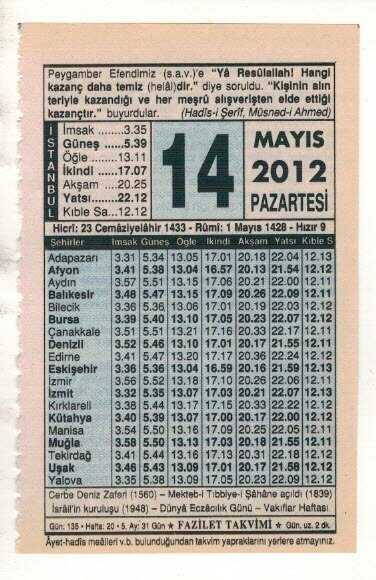 Peygamber Efendimiz (s.a.v.)'e "Yâ Resûlallah! Hangi
kazanç daha temiz (helâl)dir." diye soruldu. "Kişinin alın
teriyle kazandığı ve her meşrû alışverişten elde ettiği
kazançtır." buyurdular. (Hadîs-i Şerîf, Müsned-i Ahmed)
İSTANBUL
İmsak ........3.35
Güneş .....5.39
Öğle .......13.11
İkindi .....17.07
Akşam ....20.25
Yatsı.......22.12
Kıble Sa...12.12
14
MAYIS
2012
PAZARTESİ
Hicrî: 23 Cemâziyelâhir 1433 - Rûmî: 1 Mayıs 1428 - Hızır 9
Şehirler İmsak Güneş Öğle İkindi Akşam Yatsı Kıble S
Adapazarı 3.31 5.34 13.05 17.01 20.18 22.04 12.13
Afyon 3.41 5.38 13.04 16.57 20.13 21.54 12.12
Aydın 3.57 5.51 13.15 17.06 20.21 22.00 12.11
Balıkesir 3.48 5.47 13.15 17.09 20.26 22.09 12.11
Bilecik 3.36 5.36 13.06 17.01 20.19 22.03 12.12
Bursa 3.39 5.40 13.10 17.05 20.23 22.07 12.12
Çanakkale 3.51 5.51 13.21 17.16 20.33 22.17 12.11
Denizli 3.52 5.46 13.10 17.01 20.17 21.55 12.11
Edirne 3.41 5.47 13.20 17.17 20.36 22.24 12.12
Eskişehir 3.36 5.36 13.04 16.59 20.16 21.59 12.13
İzmir 3.56 5.52 13.18 17.10 20.26 22.06 12.11
İzmit 3.32 5.35 13.07 17.03 20.21 22.07 12.13
Kırklareli 3.38 5.44 13.17 17.15 20.33 22.22 12.12
Kütahya 3.40 5.39 13.07 17.00 20.17 22.00 12.12
Manisa 3.54 5.50 13.16 17.09 20.25 22.05 12.11
Muğla 3.58 5.50 13.13 17.03 20.18 21.55 12.11
Tekirdağ 3.41 5.44 13.16 17.13 20.31 22.18 12.12
Uşak 3.46 5.43 13.09 17.01 20.17 21.58 12.12
Yalova 3.35 5.38 13.09 17.05 20.23 22.09 12.12
Cerbe Deniz Zaferi (1560) – Mekteb-i Tıbbiye-i Şâhâne açıldı (1839)
İsrâil'in kuruluşu (1948) – Dünyâ Eczacılık Günü – Vakıflar Haftası
Gün: 135 • Hafta: 20 • 5. Ay: 31 Gün ★ FAZİLET TAKVİMİ ★ Gün. uz. 2 dk.
Âyet-hadîs meâlleri v.b. bulunduğundan takvim yapraklarını yerlere atmayınız.